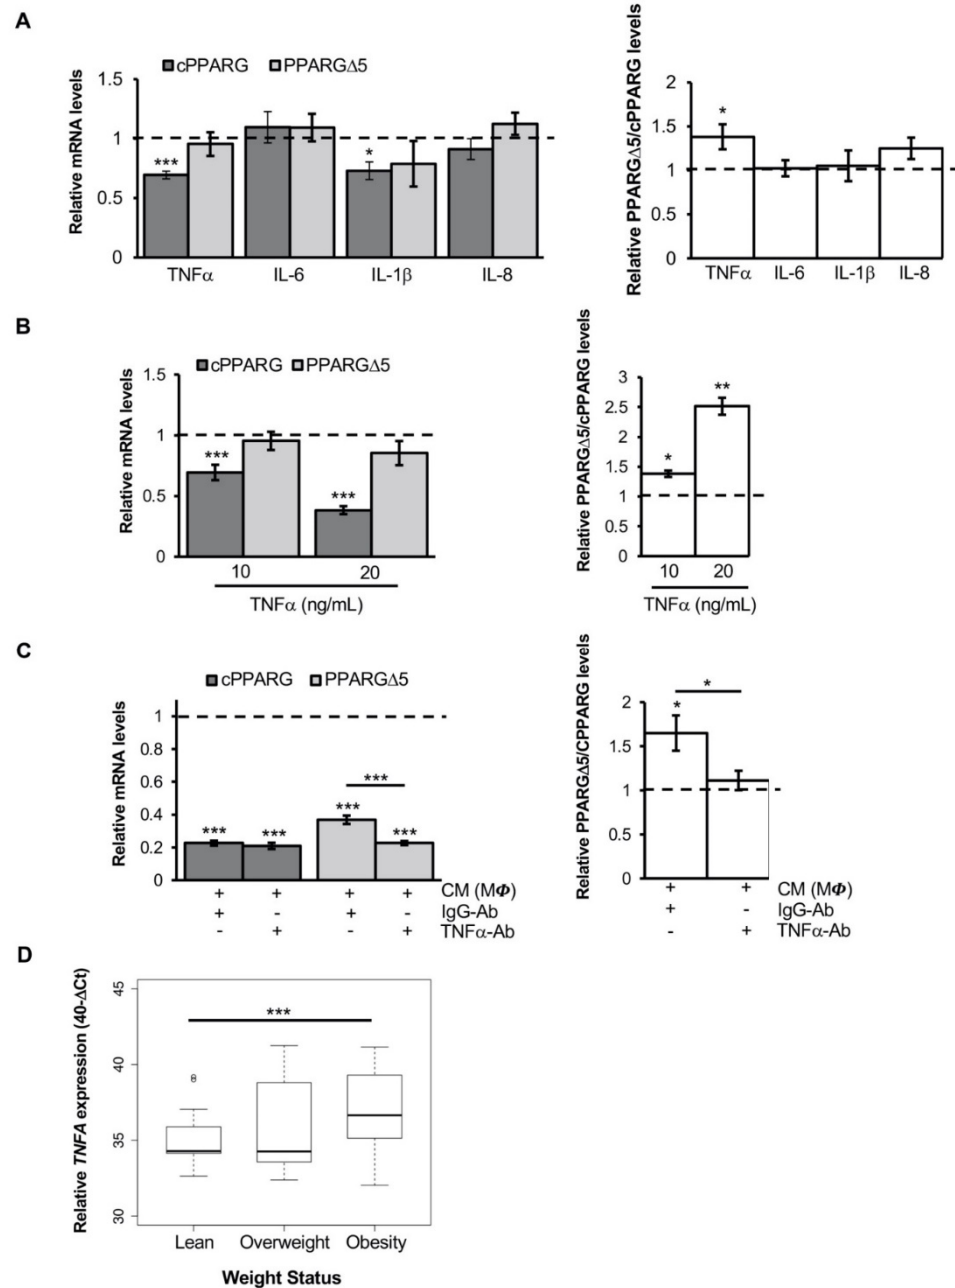 A
cPPARG PPARGΔ5
Relative mRNA levels
1.5
1
0.5
0
***
*
TNFα IL-6 IL-1β IL-8
Relative PPARGΔ5/cPPARG levels
2
1.5
1
0.5
0
*
TNFα IL-6 IL-1β IL-8
B
cPPARG PPARGΔ5
Relative mRNA levels
1.5
1
0.5
0
***
***
10 20
TNFα (ng/mL)
Relative PPARGΔ5/cPPARG levels
3
2.5
2
1.5
1
0.5
0
*
**
10 20
TNFα (ng/mL)
C
cPPARG PPARGΔ5
Relative mRNA levels
1
0.8
0.6
0.4
0.2
0
***
*** *** *** ***
+ + + + CM (MΦ)
+ - + - IgG-Ab
- + - + TNFα-Ab
Relative PPARGΔ5/CPPARG levels
2
1.5
1
0.5
0
*
*
+ + CM (MΦ)
+ - IgG-Ab
- + TNFα-Ab
D
Relative TNFA expression (40-ΔCt)
45
40
35
30
***
Lean Overweight Obesity
Weight Status